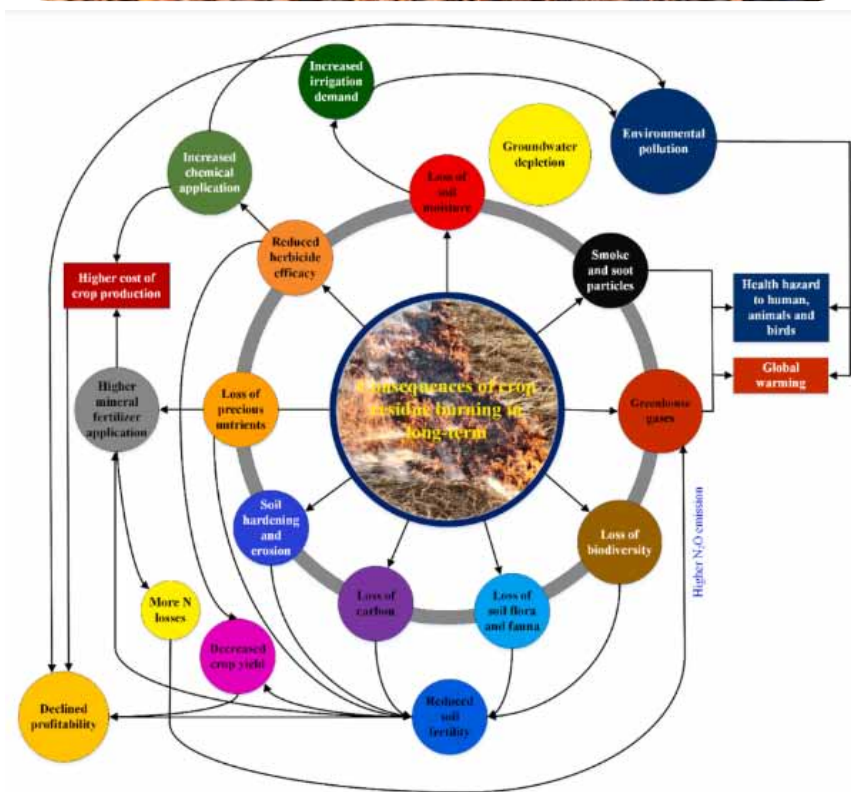 Increased
irrigation
demand
Environmental
pollution
Groundwater
depletion
Increased
chemical
application
Loss of
soil
moisture
Reduced
herbicide
efficacy
Smoke
and soot
particles
Higher cost of
crop production
Health hazard
to human,
animals and
birds
Global
warming
Higher
mineral
fertilizer
application
Loss of
precious
nutrients
Consequences of crop
residue burning in
long-term
Greenhouse
gases
Soil
hardening
and
erosion
Loss of
biodiversity
Higher N₂O emission
More N
losses
Loss of
carbon
Loss of
soil flora
and fauna
Decreased
crop yield
Declined
profitability
Reduced
soil
fertility